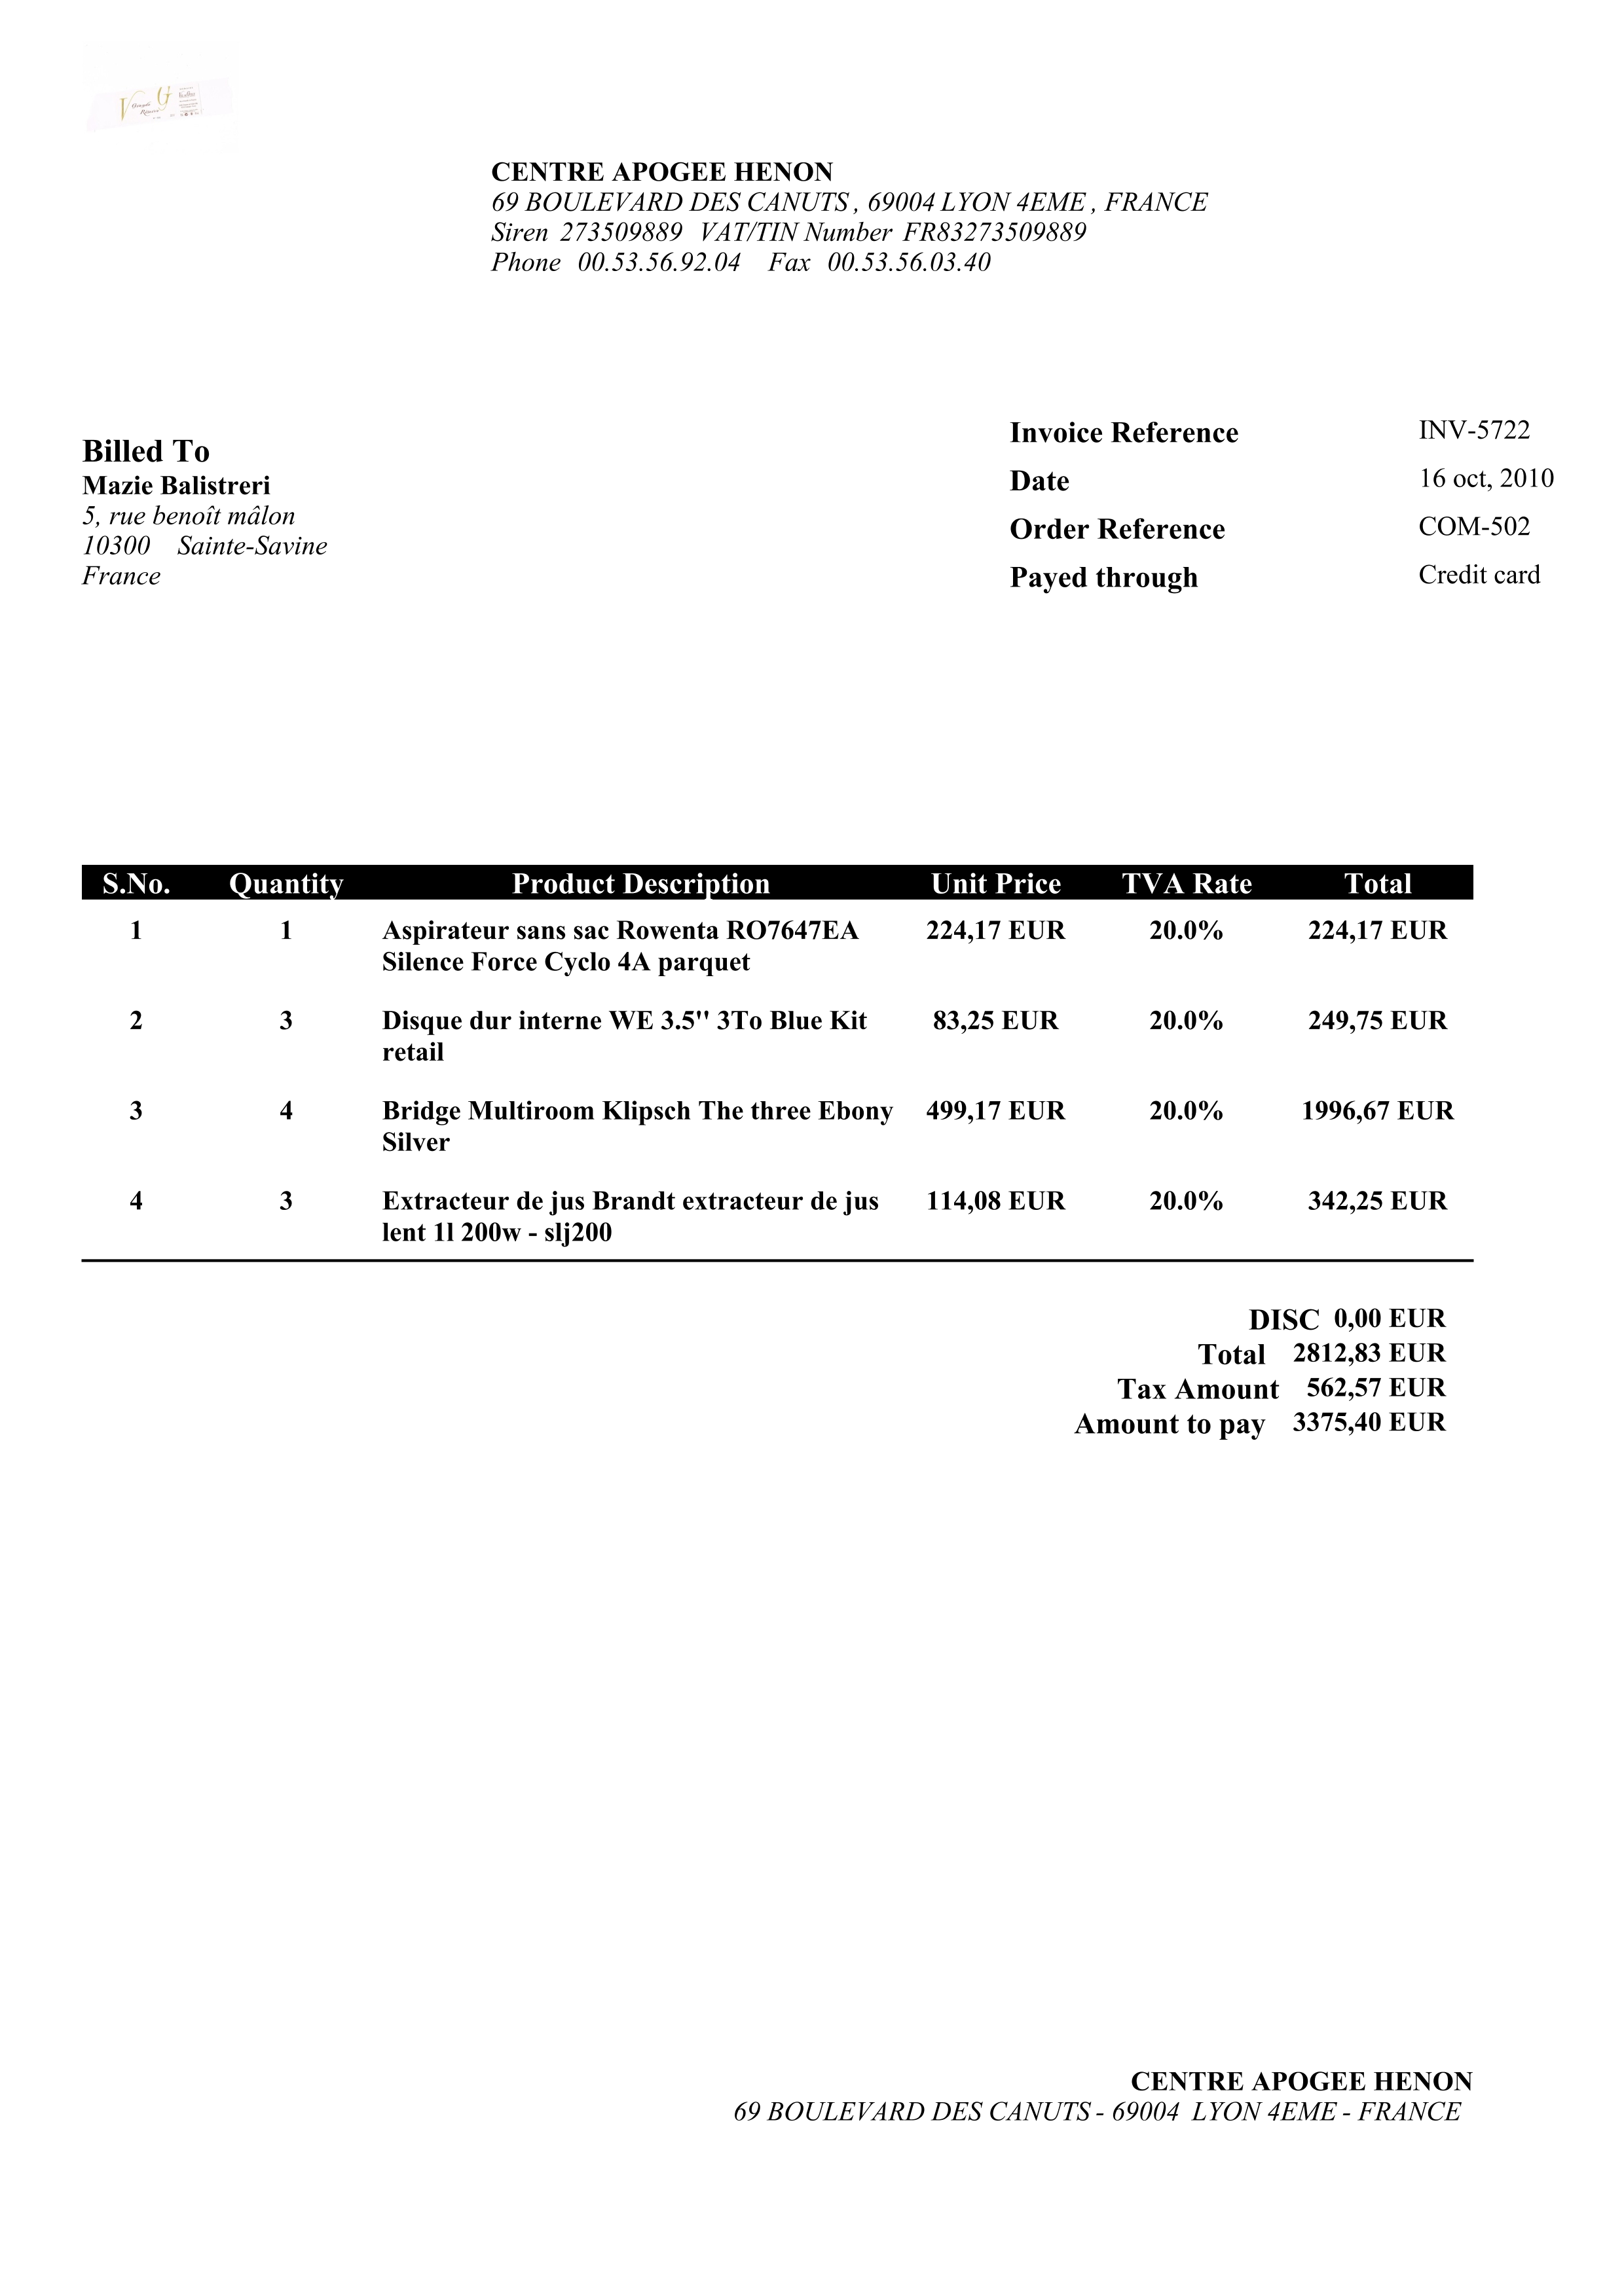 CENTRE APOGEE HENON
69 BOULEVARD DES CANUTS , 69004 LYON 4EME , FRANCE
Siren 273509889 VAT/TIN Number FR83273509889
Phone 00.53.56.92.04 Fax 00.53.56.03.40
Billed To
Mazie Balistreri
5, rue benoît mâlon
10300 Sainte-Savine
France
Invoice Reference INV-5722
Date 16 oct, 2010
Order Reference COM-502
Payed through Credit card
S.No. Quantity Product Description Unit Price TVA Rate Total
1 1 Aspirateur sans sac Rowenta RO7647EA 224,17 EUR 20.0% 224,17 EUR
Silence Force Cyclo 4A parquet
2 3 Disque dur interne WE 3.5'' 3To Blue Kit 83,25 EUR 20.0% 249,75 EUR
retail
3 4 Bridge Multiroom Klipsch The three Ebony 499,17 EUR 20.0% 1996,67 EUR
Silver
4 3 Extracteur de jus Brandt extracteur de jus 114,08 EUR 20.0% 342,25 EUR
lent 1l 200w - slj200
DISC 0,00 EUR
Total 2812,83 EUR
Tax Amount 562,57 EUR
Amount to pay 3375,40 EUR
CENTRE APOGEE HENON
69 BOULEVARD DES CANUTS - 69004 LYON 4EME - FRANCE